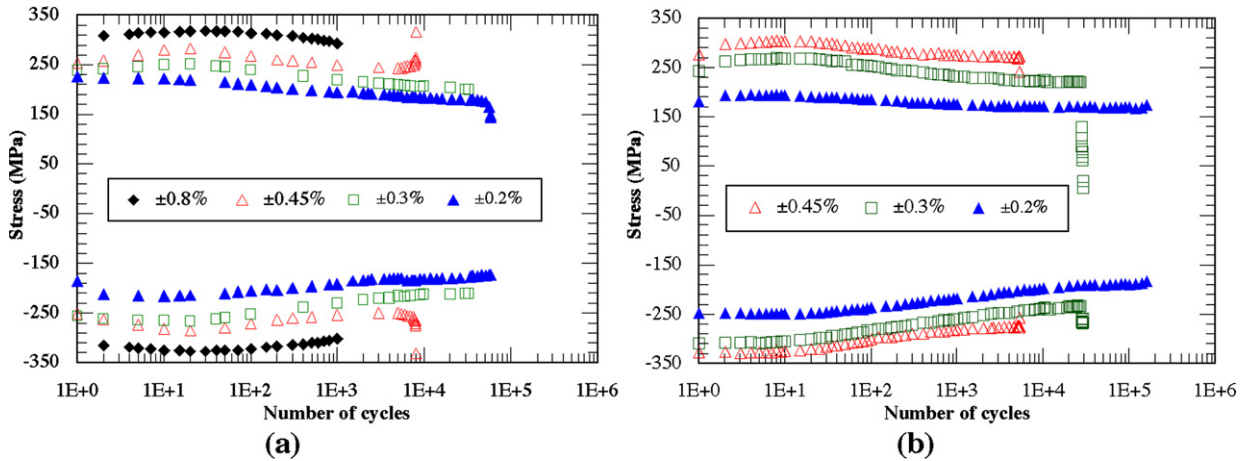 350
250
150
50
-50
-150
-250
-350
Stress (MPa)
±0.8% ±0.45% ±0.3% ±0.2%
1E+0 1E+1 1E+2 1E+3 1E+4 1E+5 1E+6
Number of cycles
(a)
350
250
150
50
-50
-150
-250
-350
Stress (MPa)
±0.45% ±0.3% ±0.2%
1E+0 1E+1 1E+2 1E+3 1E+4 1E+5 1E+6
Number of cycles
(b)